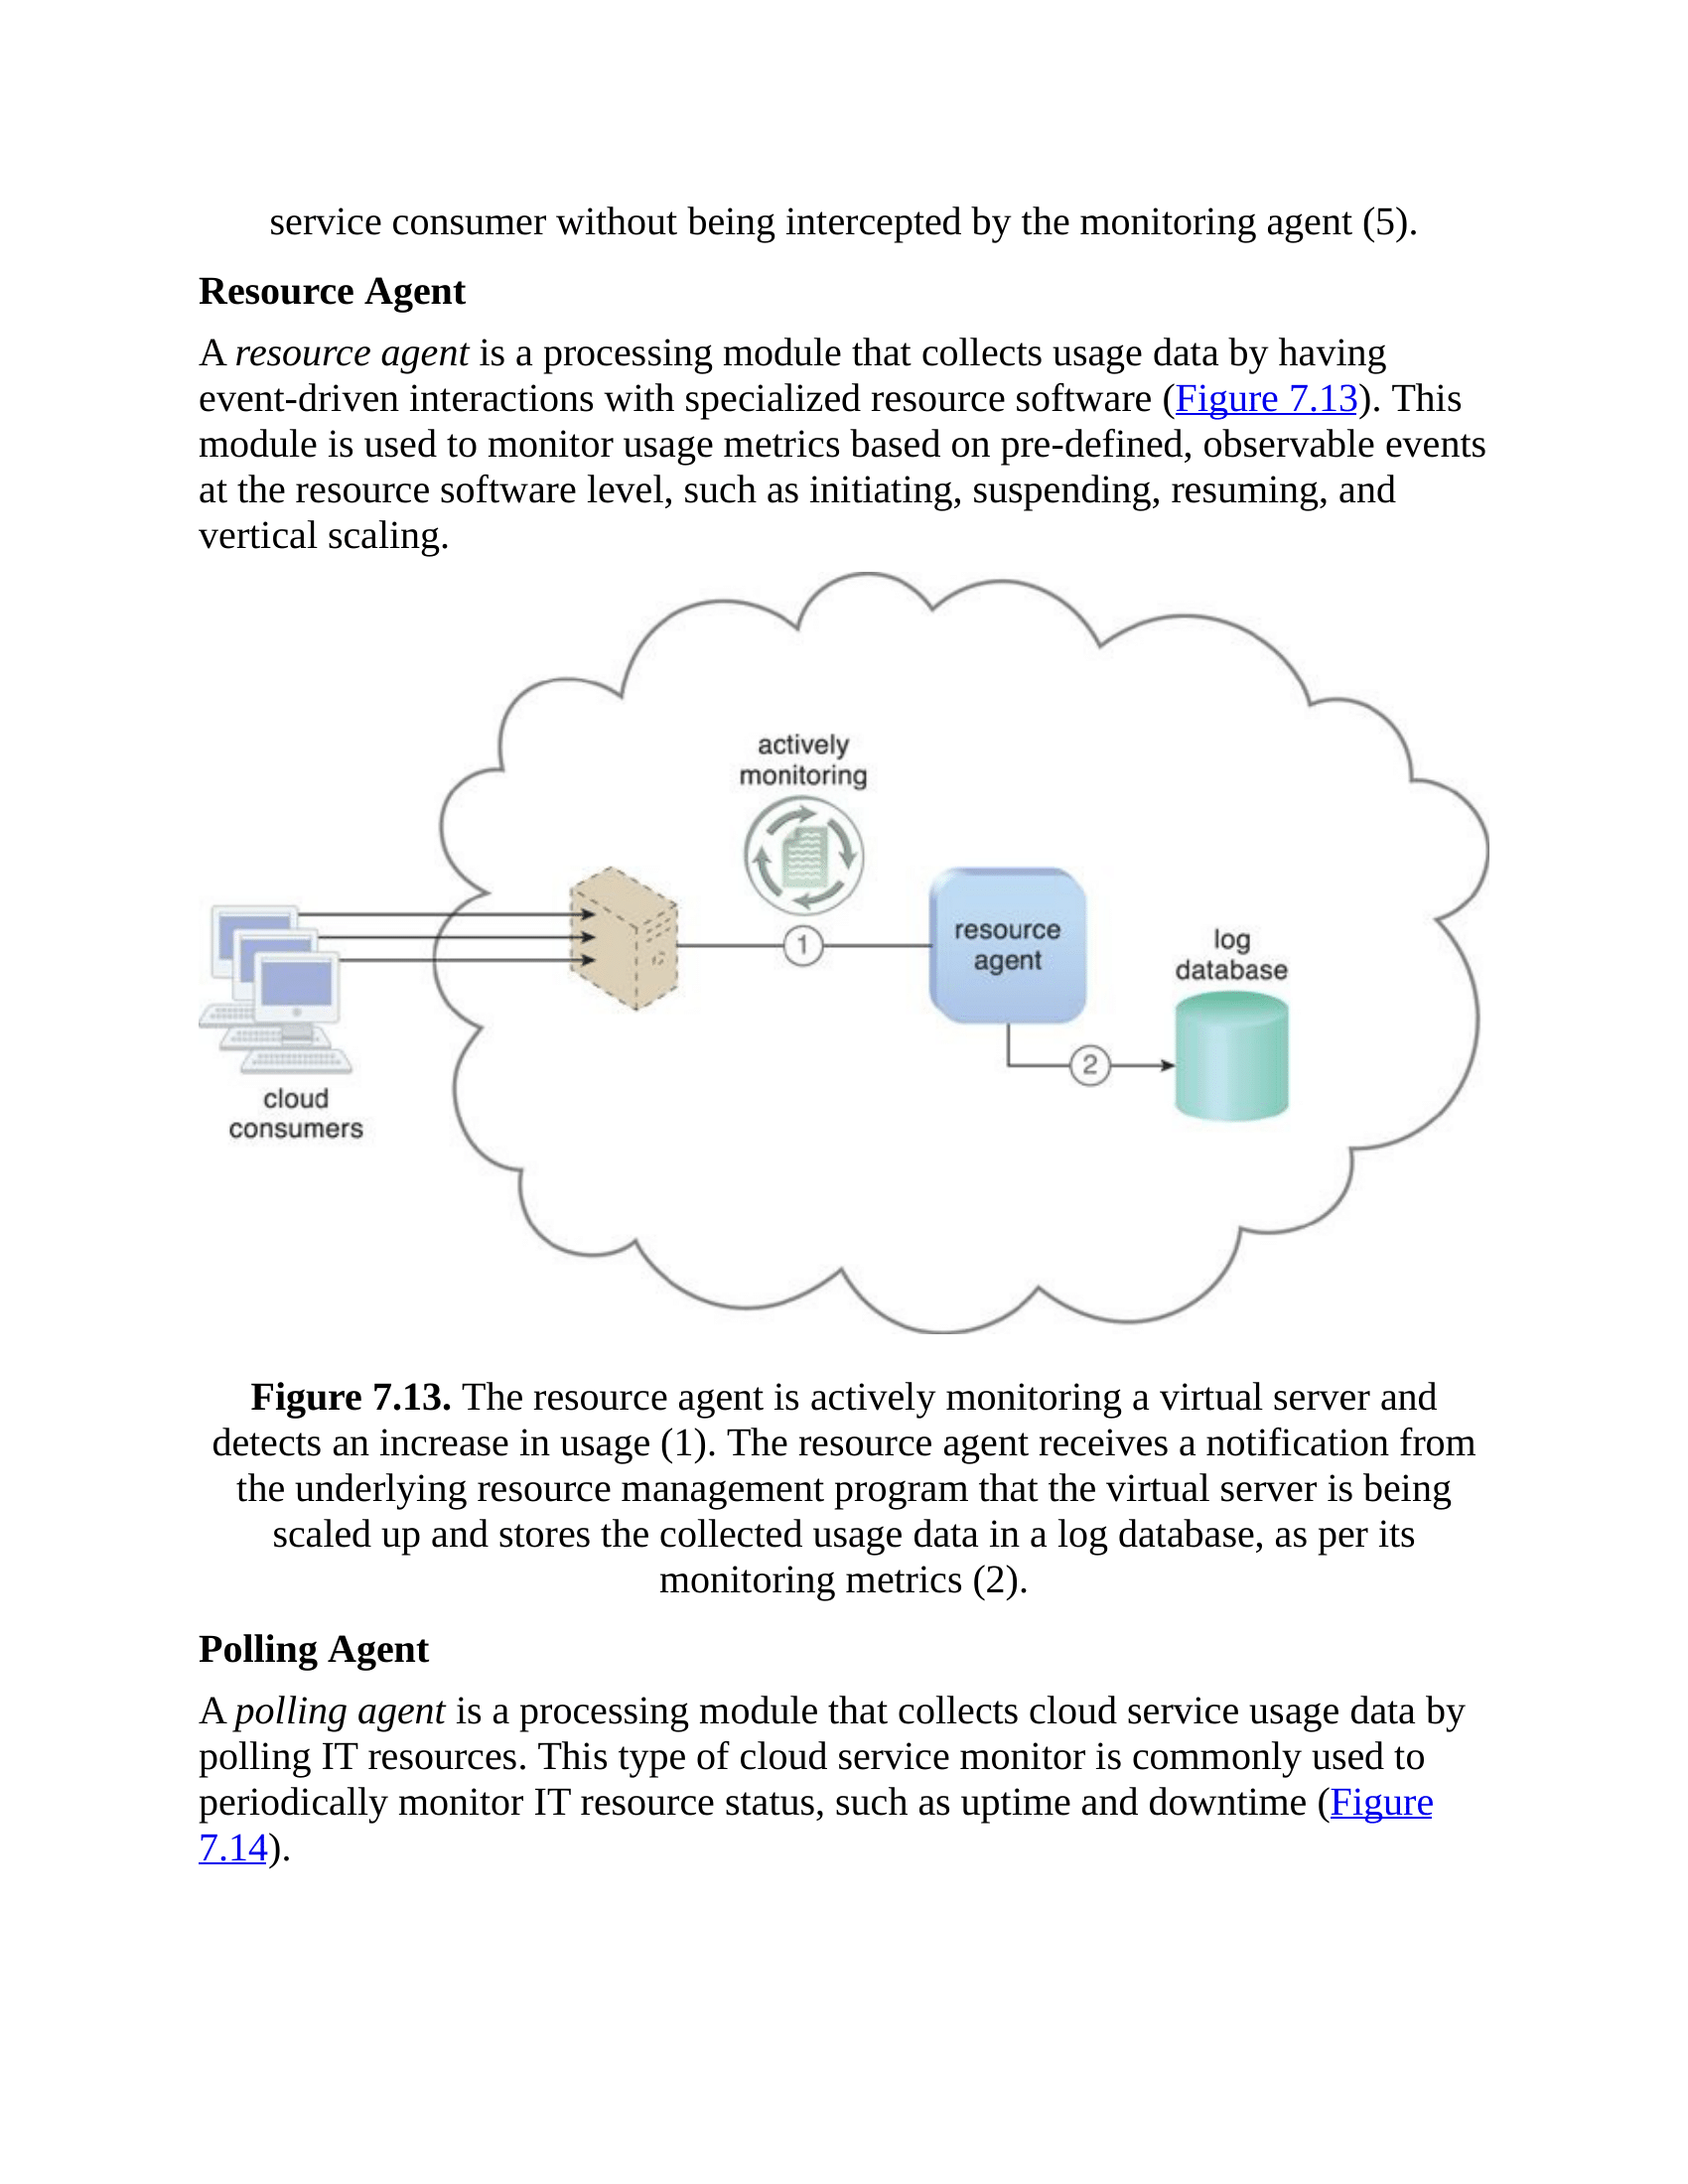 service consumer without being intercepted by the monitoring agent (5).
Resource Agent
A resource agent is a processing module that collects usage data by having
event-driven interactions with specialized resource software (Figure 7.13). This
module is used to monitor usage metrics based on pre-defined, observable events
at the resource software level, such as initiating, suspending, resuming, and
vertical scaling.
actively
monitoring
1
resource
agent
log
database
2
cloud
consumers
Figure 7.13. The resource agent is actively monitoring a virtual server and
detects an increase in usage (1). The resource agent receives a notification from
the underlying resource management program that the virtual server is being
scaled up and stores the collected usage data in a log database, as per its
monitoring metrics (2).
Polling Agent
A polling agent is a processing module that collects cloud service usage data by
polling IT resources. This type of cloud service monitor is commonly used to
periodically monitor IT resource status, such as uptime and downtime (Figure
7.14).